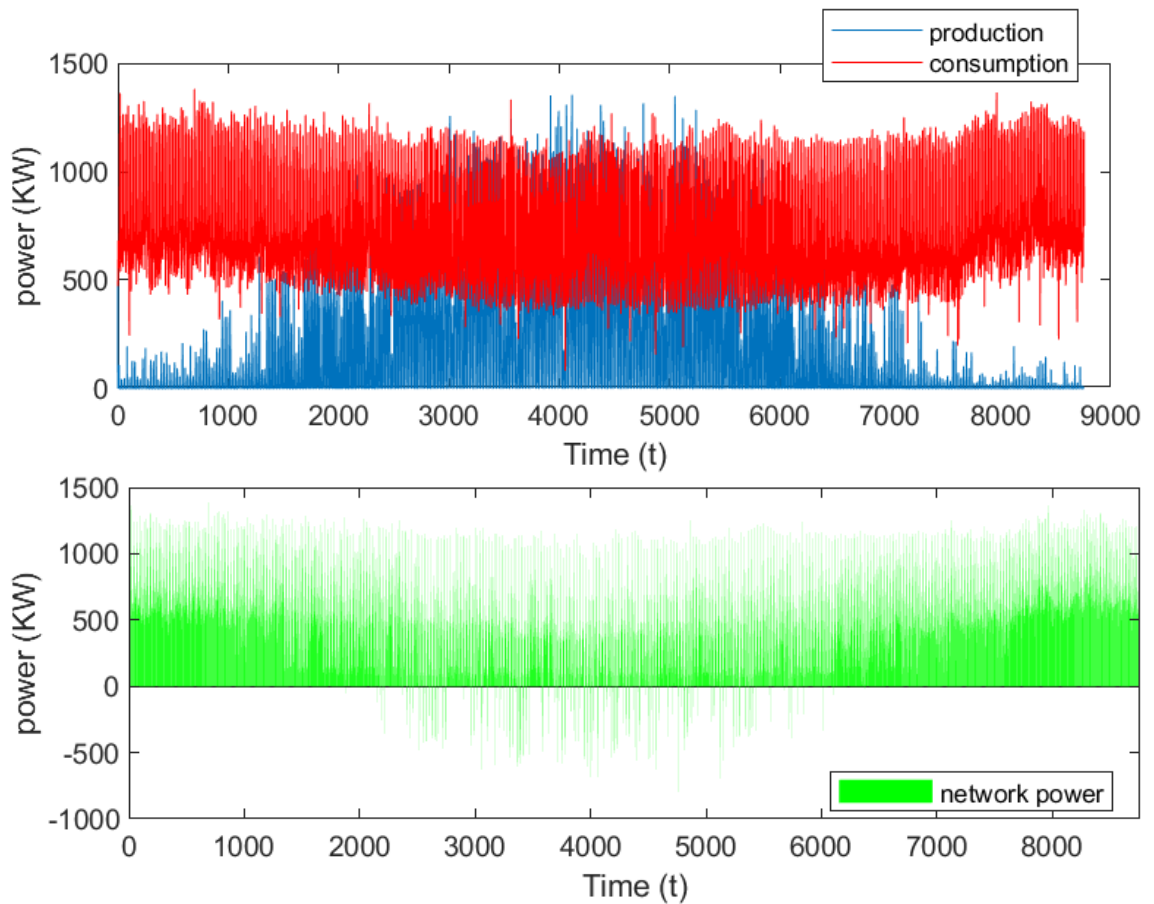 production
consumption
1500
1000
500
0
power (KW)
0 1000 2000 3000 4000 5000 6000 7000 8000 9000
Time (t)
1500
1000
500
0
-500
-1000
power (KW)
network power
0 1000 2000 3000 4000 5000 6000 7000 8000
Time (t)